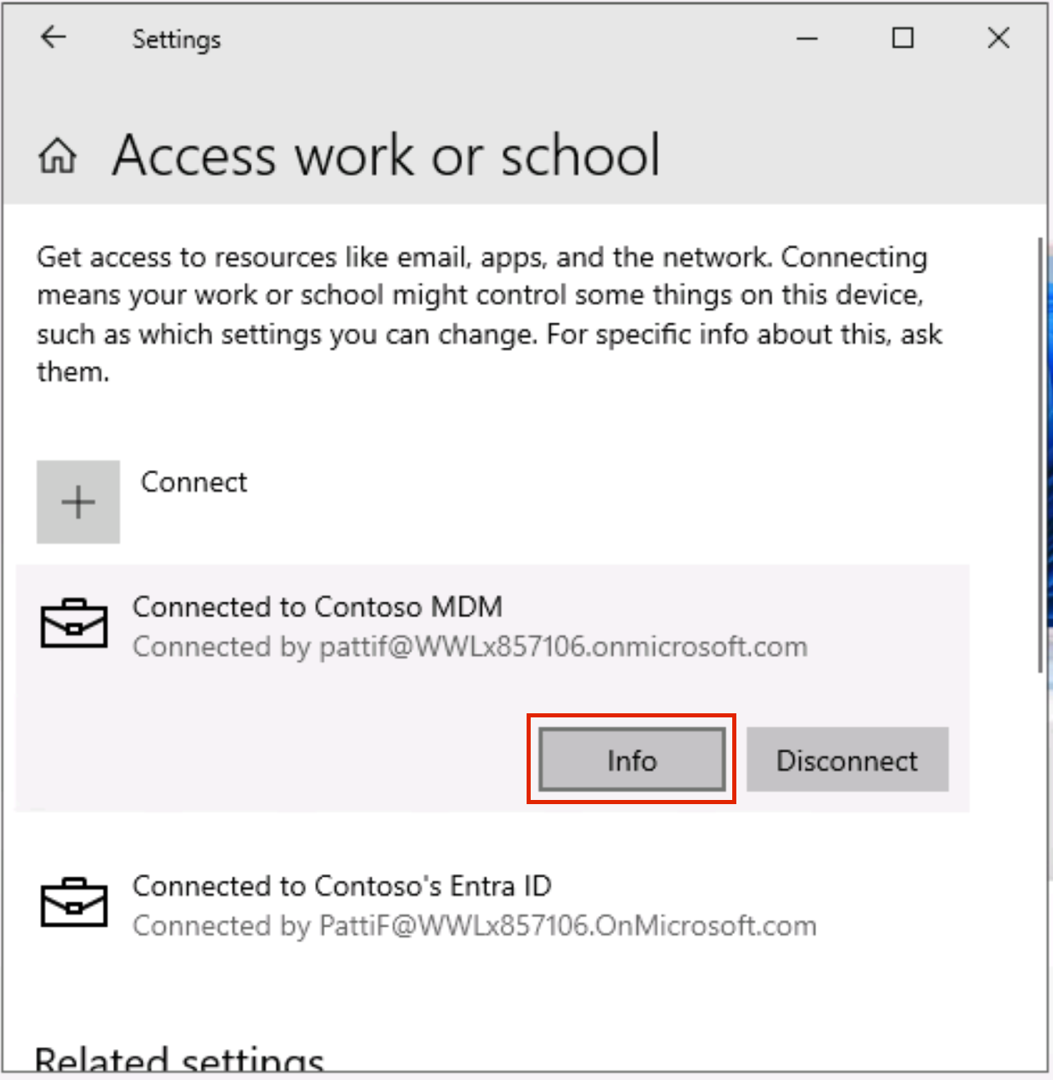 Settings
Access work or school
Get access to resources like email, apps, and the network. Connecting
means your work or school might control some things on this device,
such as which settings you can change. For specific info about this, ask
them.
Connect
Connected to Contoso MDM
Connected by pattif@WWLx857106.onmicrosoft.com
Info
Disconnect
Connected to Contoso's Entra ID
Connected by PattiF@WWLx857106.OnMicrosoft.com
Related settings